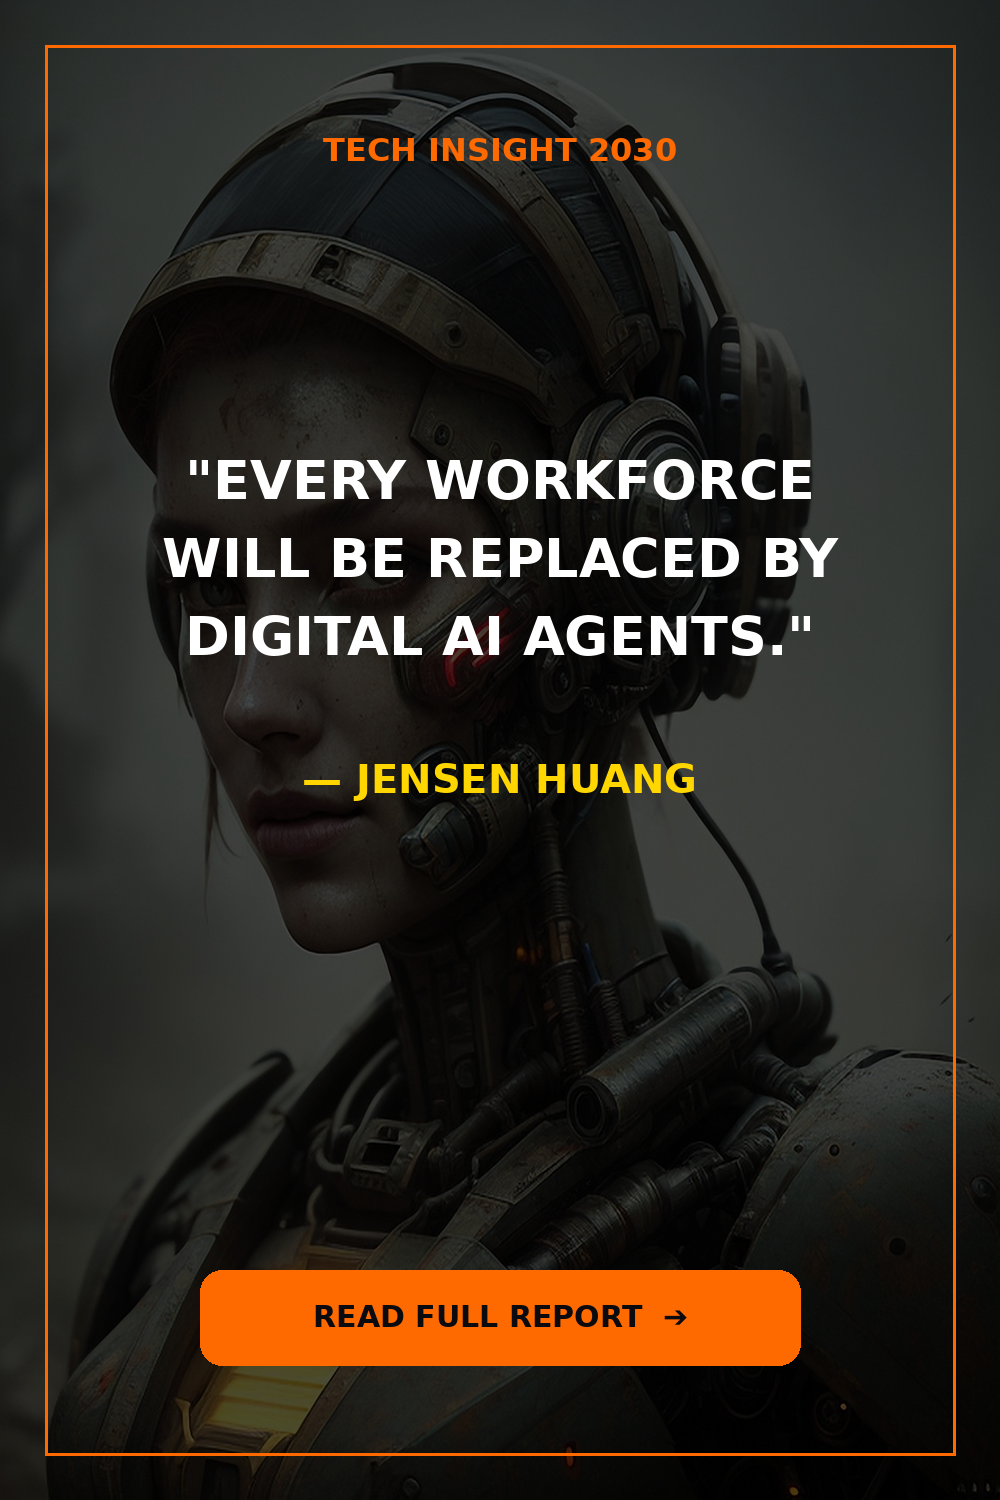 TECH INSIGHT 2030
"EVERY WORKFORCE
WILL BE REPLACED BY
DIGITAL AI AGENTS."
— JENSEN HUANG
READ FULL REPORT ➔